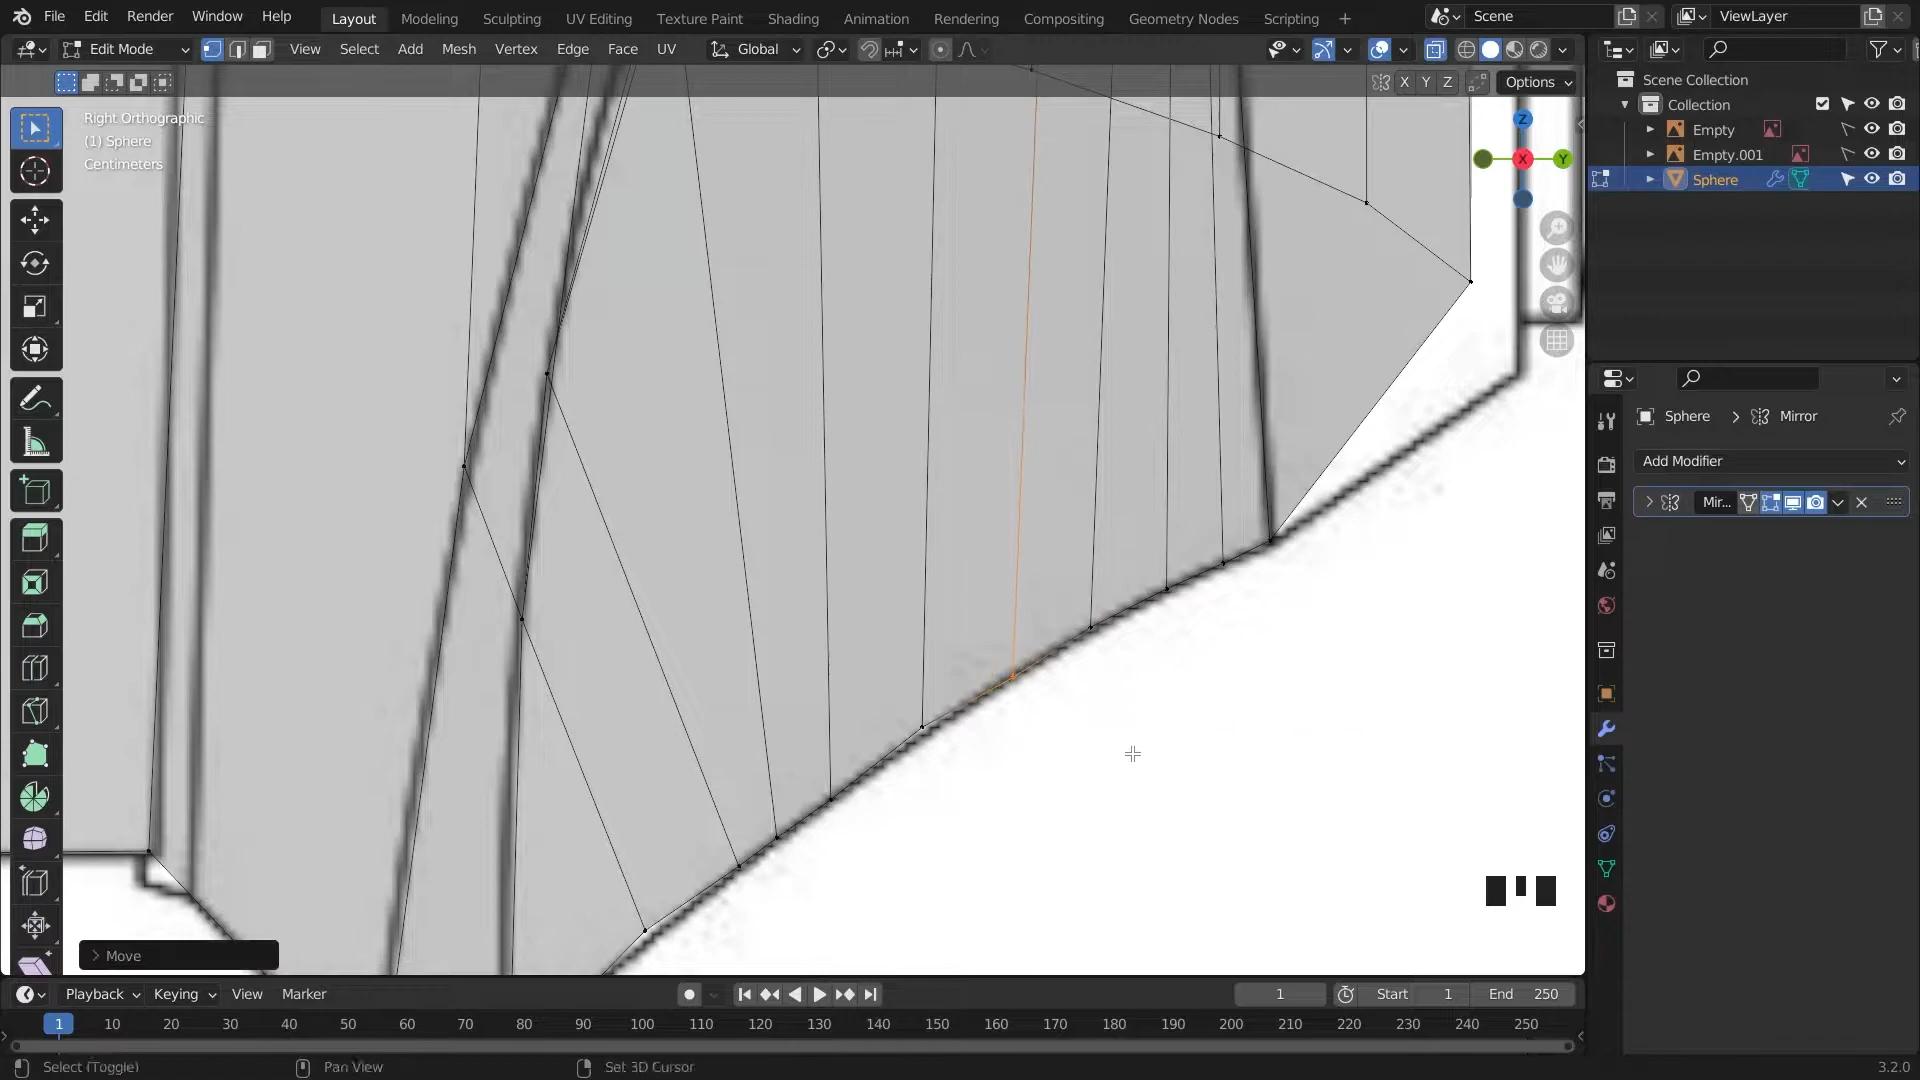 File Edit Render Window Help Layout Modeling Sculpting UV Editing Texture Paint Shading Animation Rendering Compositing Geometry Nodes Scripting + Scene ViewLayer
Edit Mode View Select Add Mesh Vertex Edge Face UV Global
X Y Z Options
Scene Collection
Collection
Empty
Empty.001
Sphere
Right Orthographic
(1) Sphere
Centimeters
Z
X Y
Sphere > Mirror
Add Modifier
Mir...
> Move
Playback Keying View Marker 1 Start 1 End 250
1 10 20 30 40 50 60 70 80 90 100 110 120 130 140 150 160 170 180 190 200 210 220 230 240 250
Select (Toggle) Pan View Set 3D Cursor 3.2.0